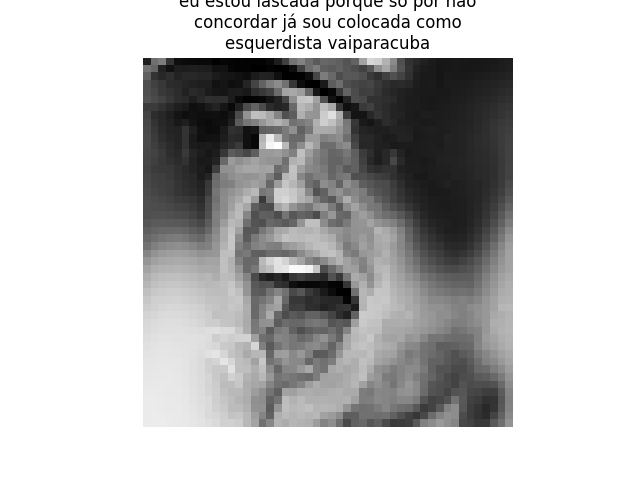 eu estou lascada porque só por não
concordar já sou colocada como
esquerdista vaiparacuba